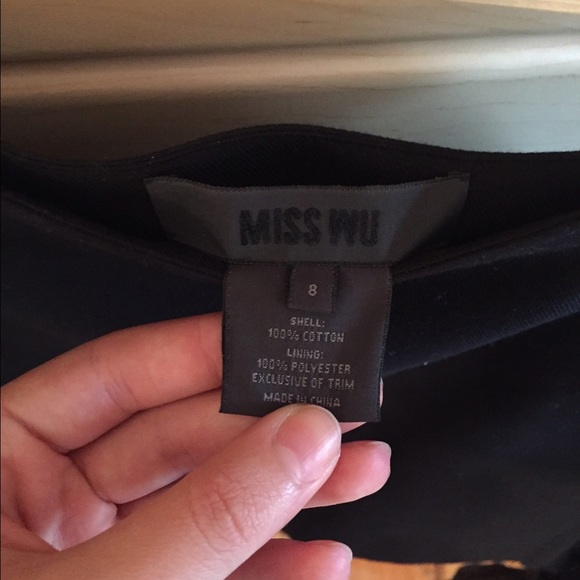 MISS WU
8
SHELL:
100% COTTON
LINING:
100% POLYESTER
EXCLUSIVE OF TRIM
MADE IN CHINA